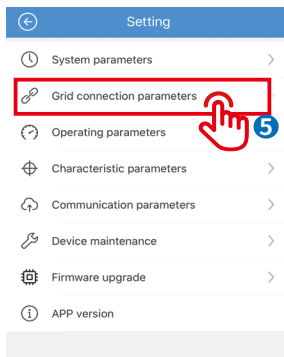 Setting
System parameters
Grid connection parameters
5
Operating parameters
Characteristic parameters
Communication parameters
Device maintenance
Firmware upgrade
APP version